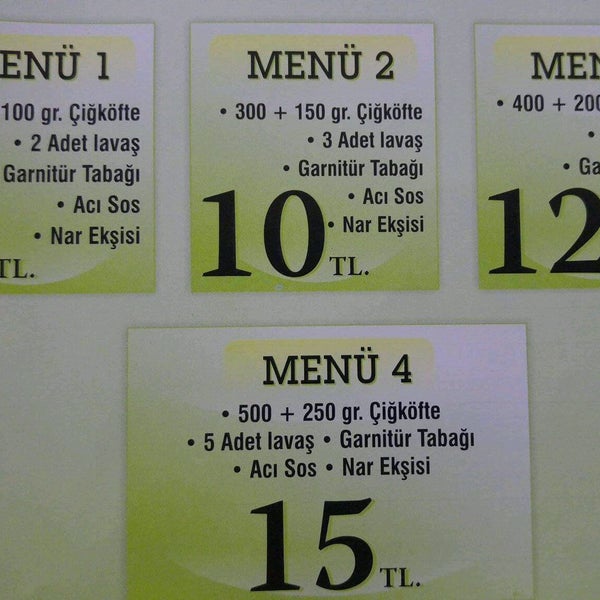 ENÜ 1
100 gr. Çiğköfte
• 2 Adet lavaş
Garnitür Tabağı
• Acı Sos
• Nar Ekşisi
TL.
MENÜ 2
• 300 + 150 gr. Çiğköfte
• 3 Adet lavaş
• Garnitür Tabağı
• Acı Sos
• Nar Ekşisi
10 TL.
MEN
• 400 + 200
•
• Ga
12
MENÜ 4
• 500 + 250 gr. Çiğköfte
• 5 Adet lavaş • Garnitür Tabağı
• Acı Sos • Nar Ekşisi
15 TL.